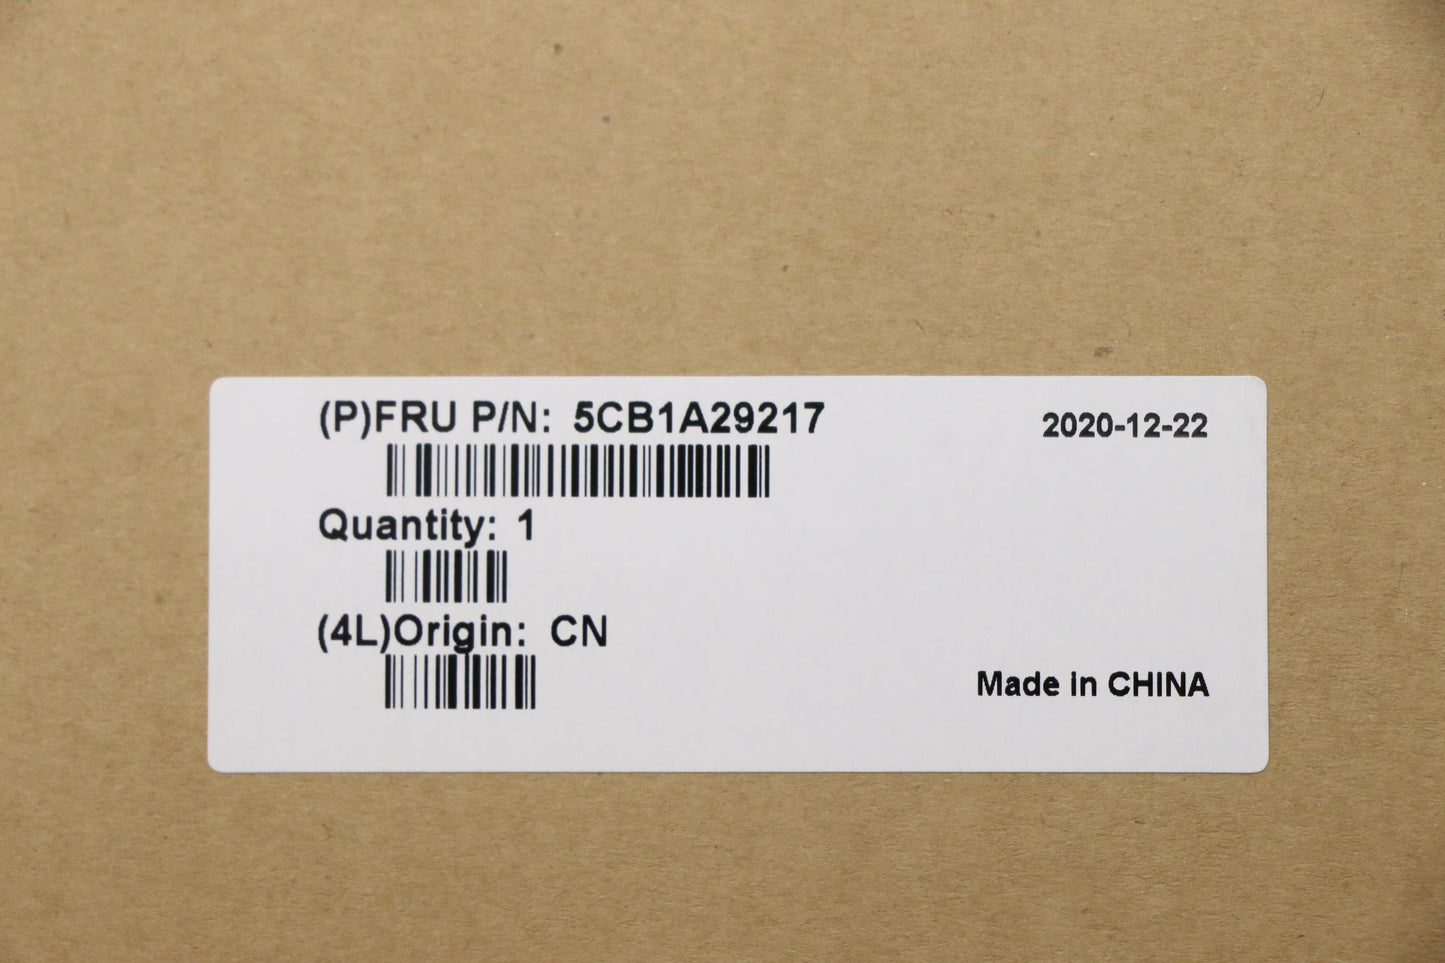 (P)FRU P/N: 5CB1A29217
2020-12-22
Quantity: 1
(4L)Origin: CN
Made in CHINA